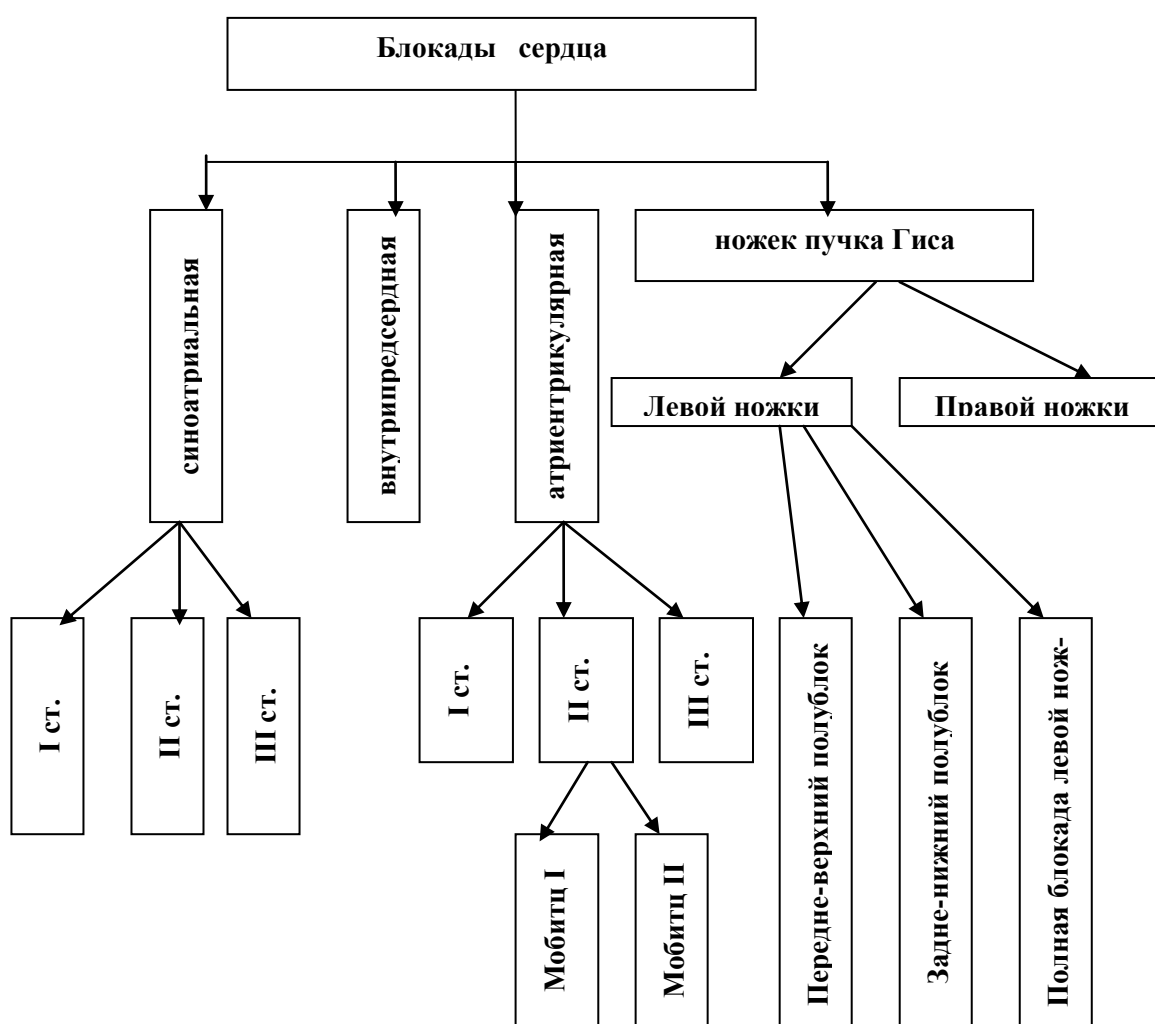 Блокады сердца
синоатриальная
внутрипредсердная
атриентрикулярная
ножек пучка Гиса
Левой ножки
Правой ножки
I ст.
II ст.
III ст.
I ст.
II ст.
III ст.
Мобитц I
Мобитц II
Передне-верхний полублок
Задне-нижний полублок
Полная блокада левой нож-